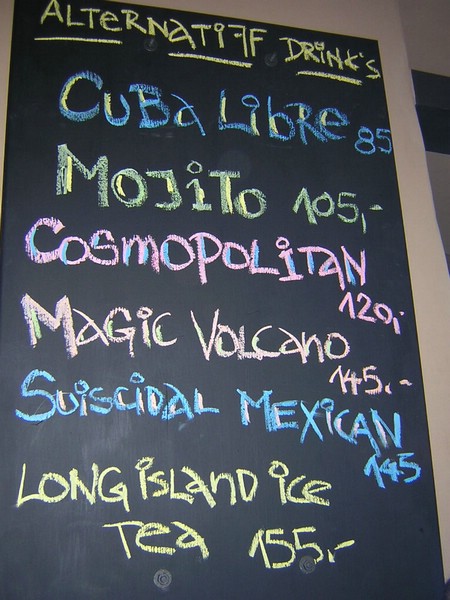 ALTERNATIFF DRINK'S
CUBA LIBRE 85
MOJiTO 105,-
COSMOPOLiTAN
120,-
MAGIC VOLCANO
145.-
SUISCIDAL MEXICAN
145
LONG iSLAND iCE
TEA 155.-